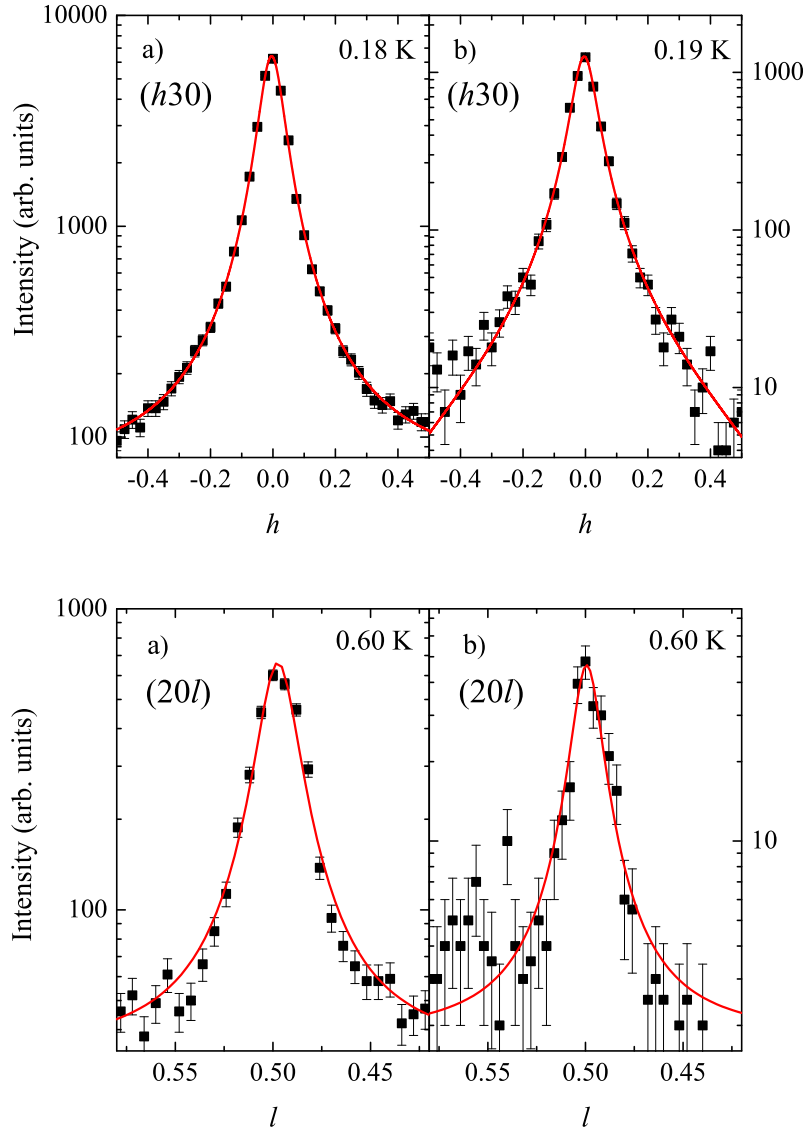 10000
1000
100
Intensity (arb. units)
a)
0.18 K
(h30)
-0.4 -0.2 0.0 0.2 0.4
h
b)
0.19 K
(h30)
1000
100
10
-0.4 -0.2 0.0 0.2 0.4
h
1000
100
Intensity (arb. units)
a)
0.60 K
(20l)
0.55 0.50 0.45
l
b)
0.60 K
(20l)
10
0.55 0.50 0.45
l